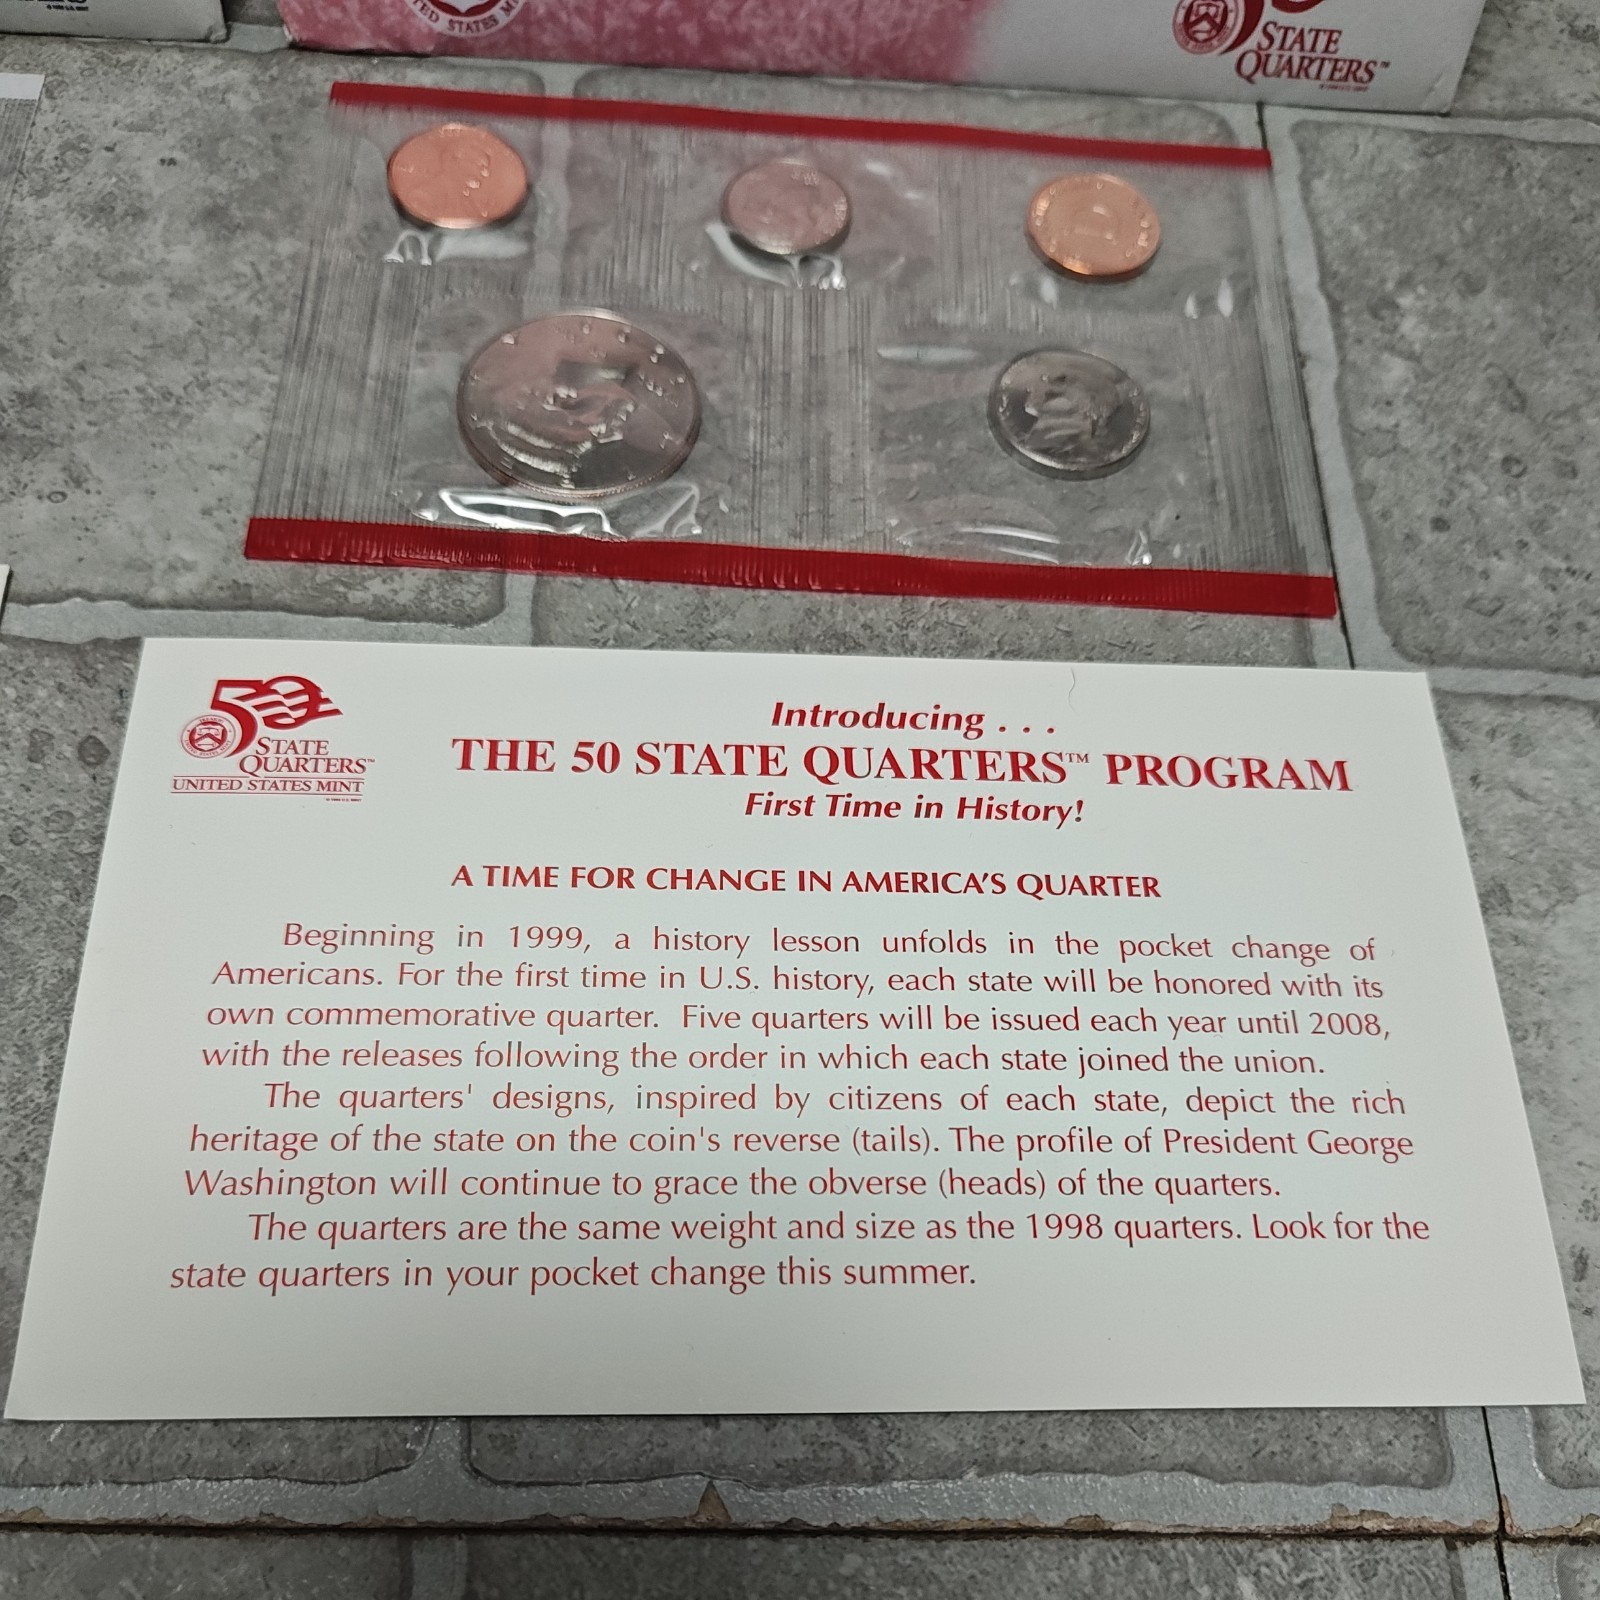 STATES MI
STATE
QUARTERS™
50
STATE
QUARTERS™
UNITED STATES MINT
Introducing . . .
THE 50 STATE QUARTERS™ PROGRAM
First Time in History!
A TIME FOR CHANGE IN AMERICA'S QUARTER
Beginning in 1999, a history lesson unfolds in the pocket change of
Americans. For the first time in U.S. history, each state will be honored with its
own commemorative quarter. Five quarters will be issued each year until 2008,
with the releases following the order in which each state joined the union.
The quarters' designs, inspired by citizens of each state, depict the rich
heritage of the state on the coin's reverse (tails). The profile of President George
Washington will continue to grace the obverse (heads) of the quarters.
The quarters are the same weight and size as the 1998 quarters. Look for the
state quarters in your pocket change this summer.